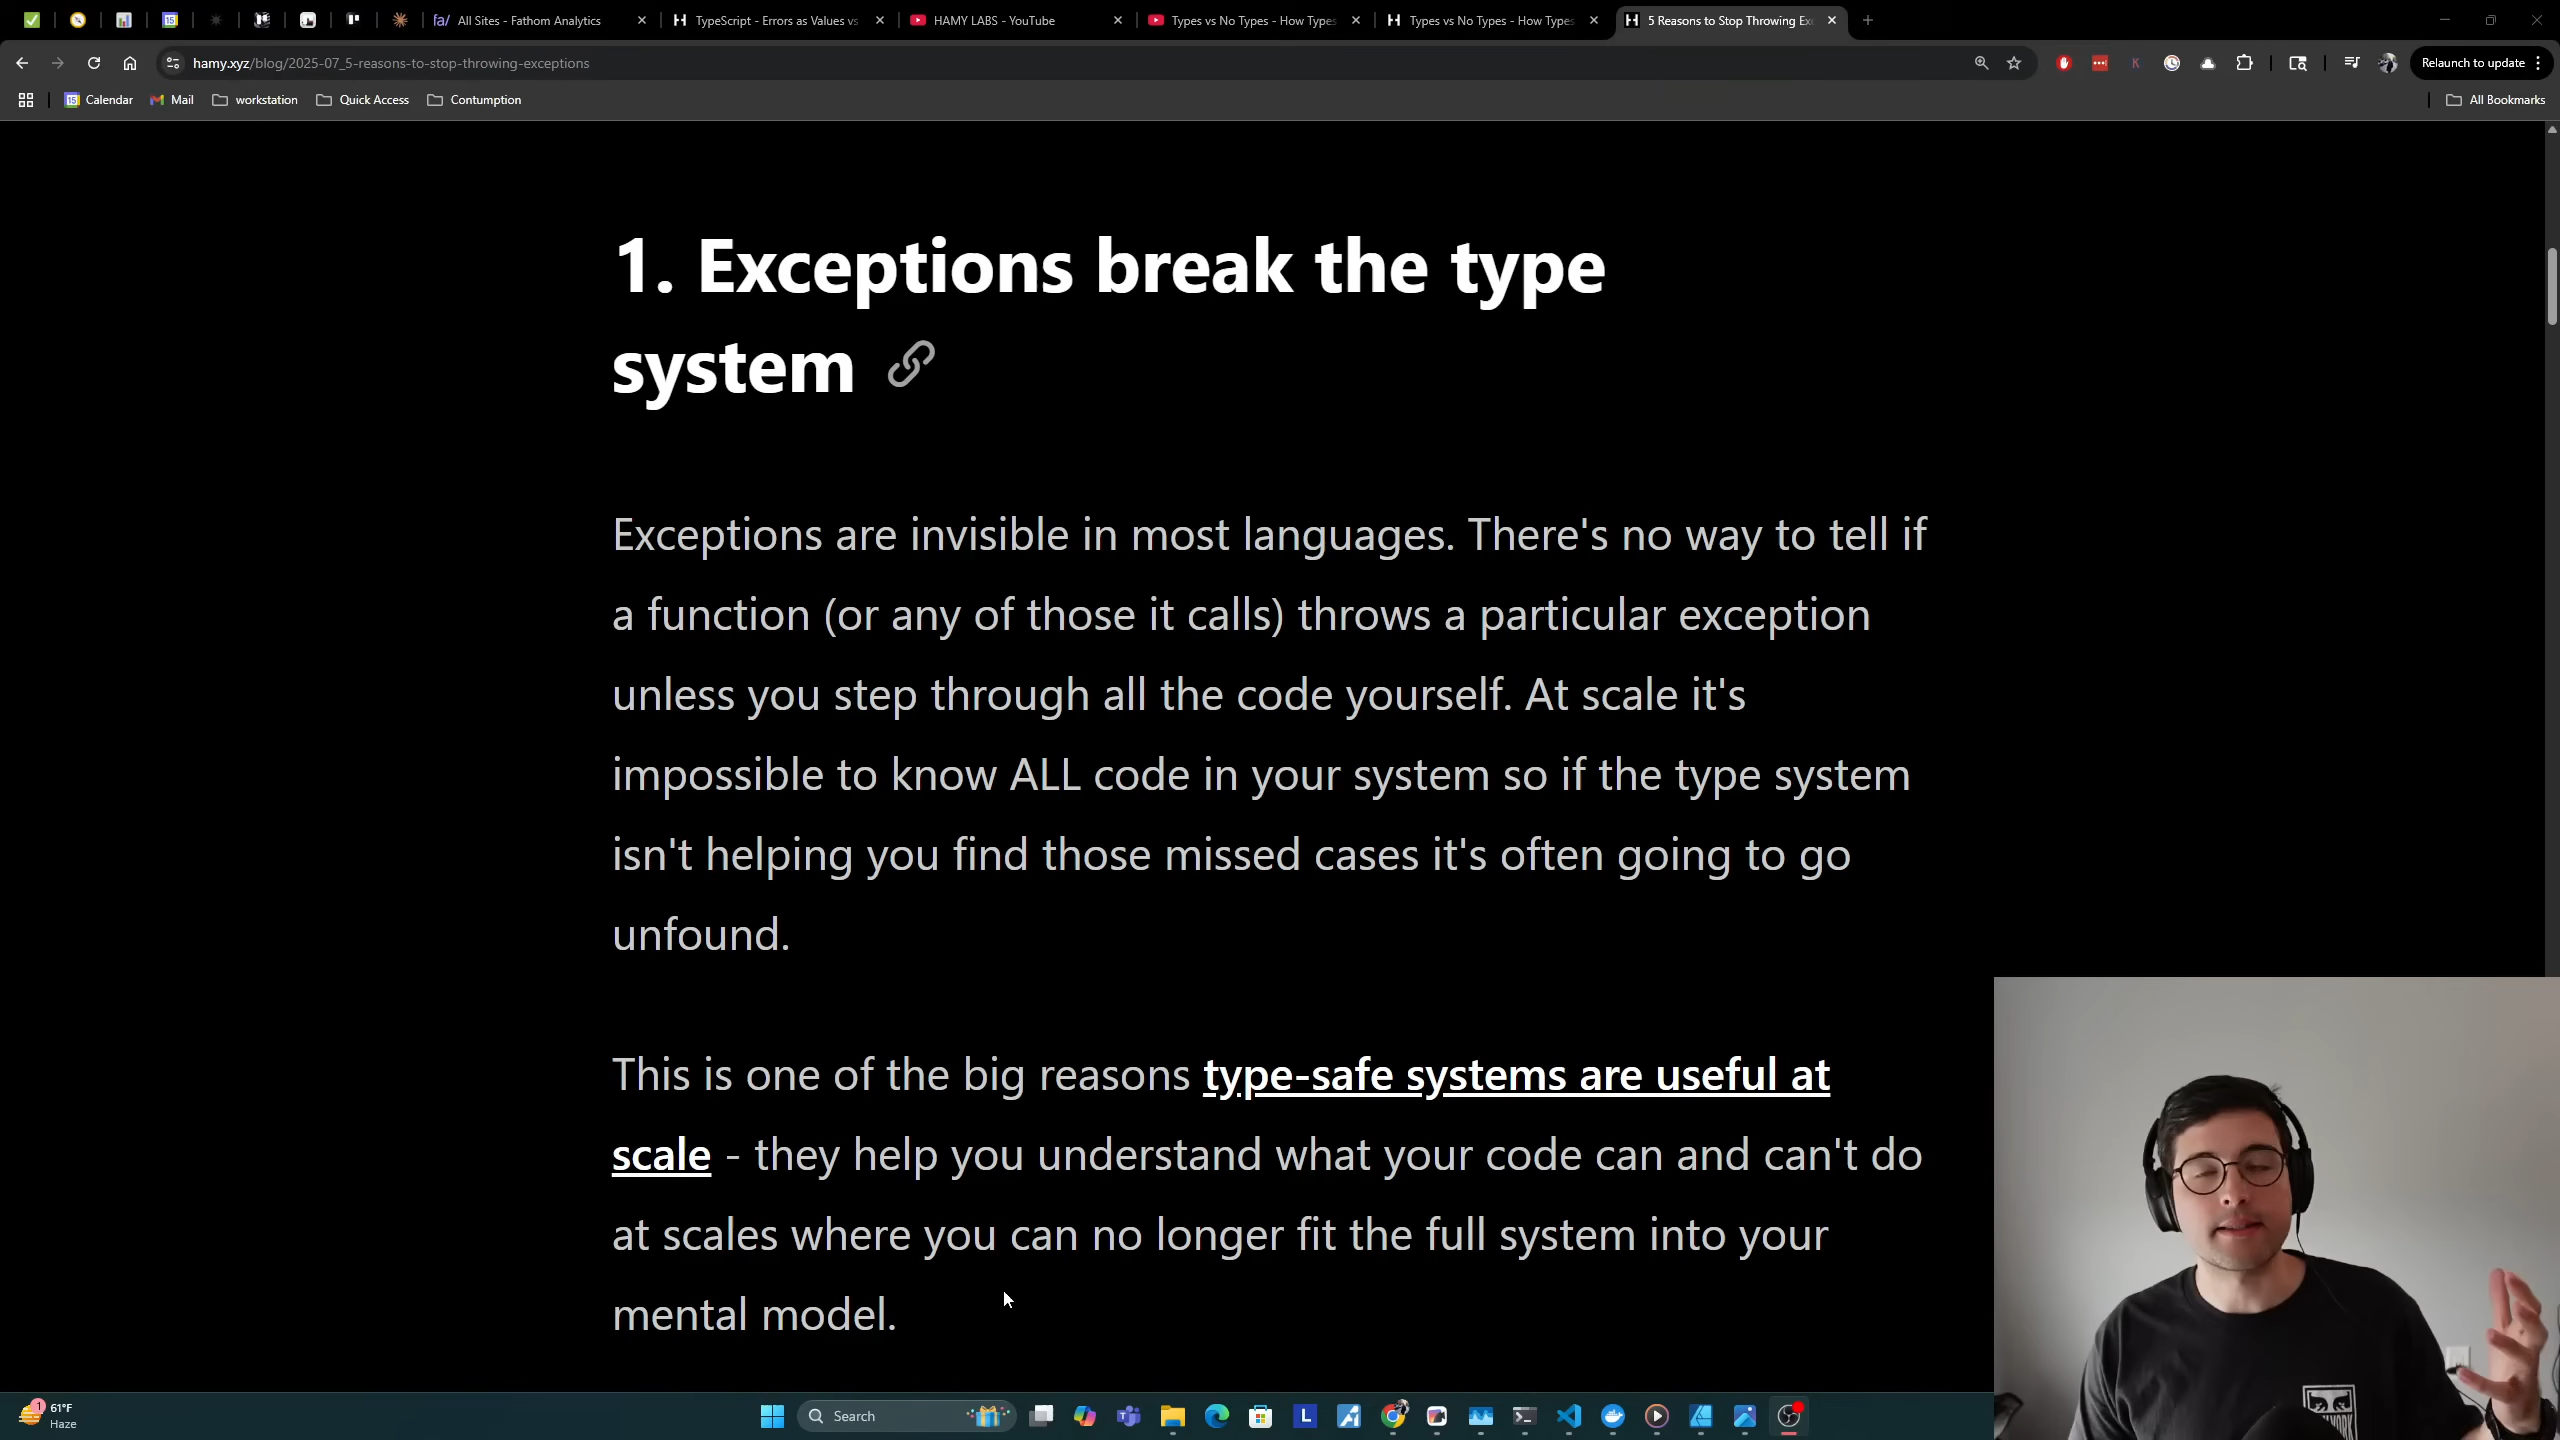 All Sites - Fathom Analytics
TypeScript - Errors as Values vs
HAMY LABS - YouTube
Types vs No Types - How Types
Types vs No Types - How Types
5 Reasons to Stop Throwing Ex
hamy.xyz/blog/2025-07_5-reasons-to-stop-throwing-exceptions
Relaunch to update
Calendar
Mail
workstation
Quick Access
Contumption
All Bookmarks
1. Exceptions break the type
system
Exceptions are invisible in most languages. There's no way to tell if
a function (or any of those it calls) throws a particular exception
unless you step through all the code yourself. At scale it's
impossible to know ALL code in your system so if the type system
isn't helping you find those missed cases it's often going to go
unfound.
This is one of the big reasons type-safe systems are useful at
scale - they help you understand what your code can and can't do
at scales where you can no longer fit the full system into your
mental model.
1
61°F
Haze
Search